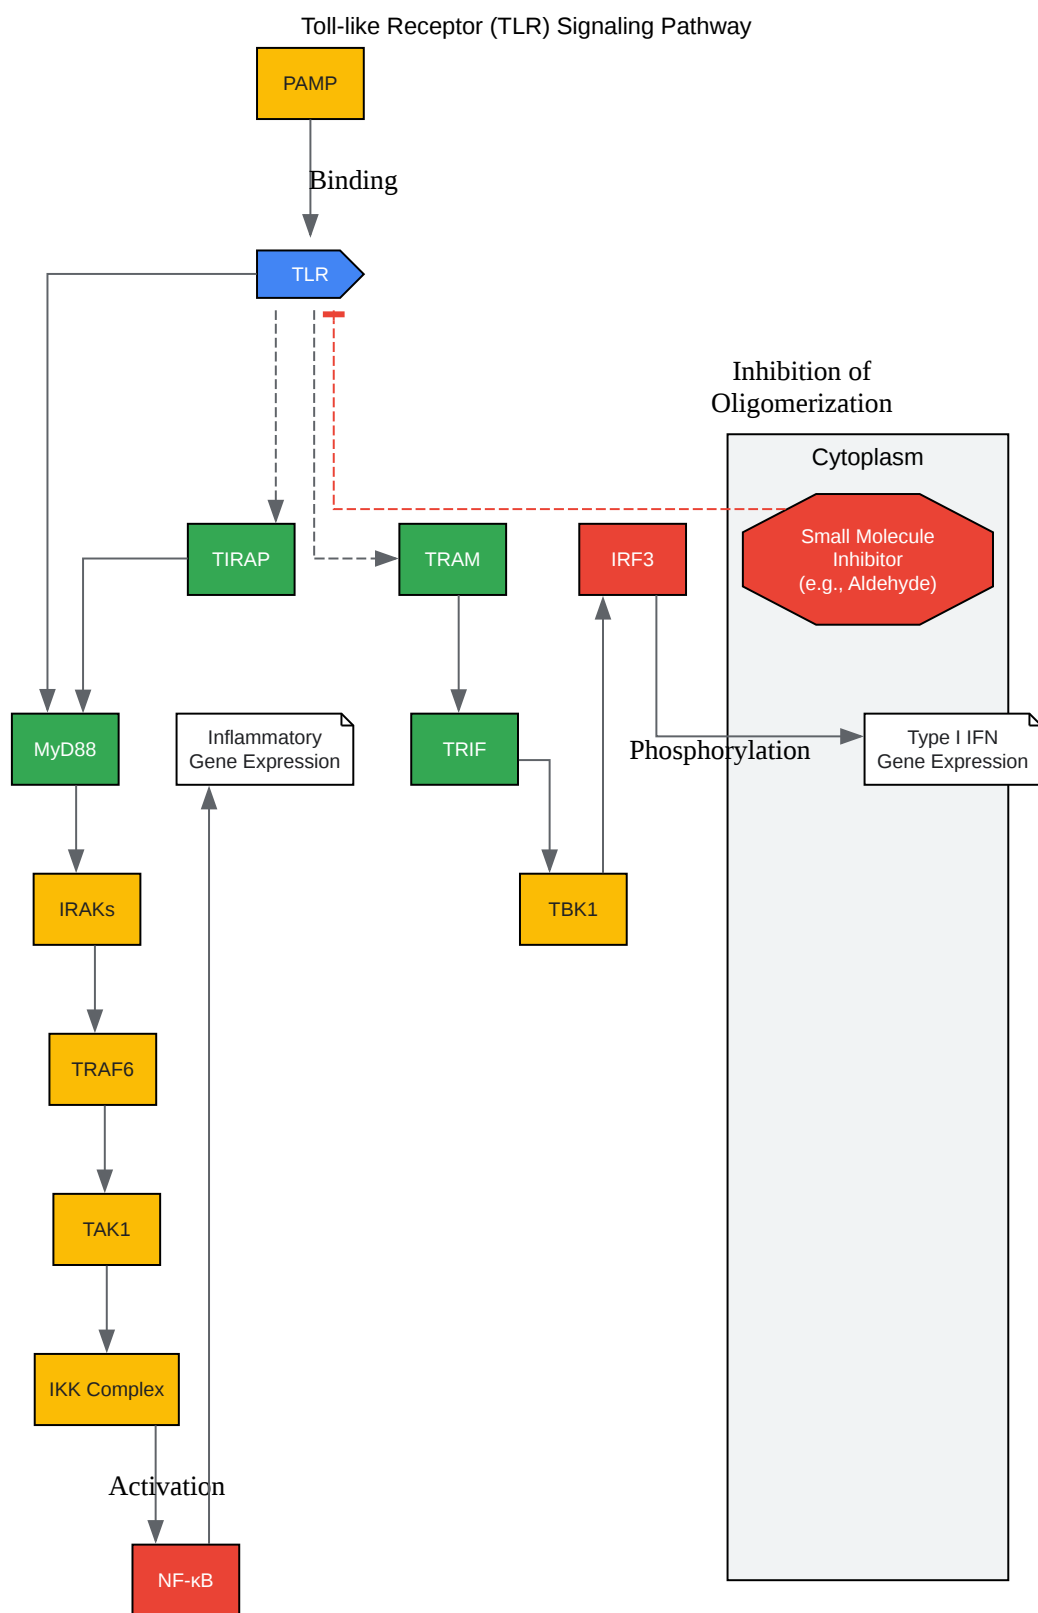 Toll-like Receptor (TLR) Signaling Pathway
PAMP
Binding
TLR
Inhibition of
Oligomerization
Cytoplasm
Small Molecule
Inhibitor
(e.g., Aldehyde)
TIRAP
TRAM
IRF3
MyD88
Inflammatory
Gene Expression
TRIF
Phosphorylation
Type I IFN
Gene Expression
IRAKs
TBK1
TRAF6
TAK1
IKK Complex
Activation
NF-κB